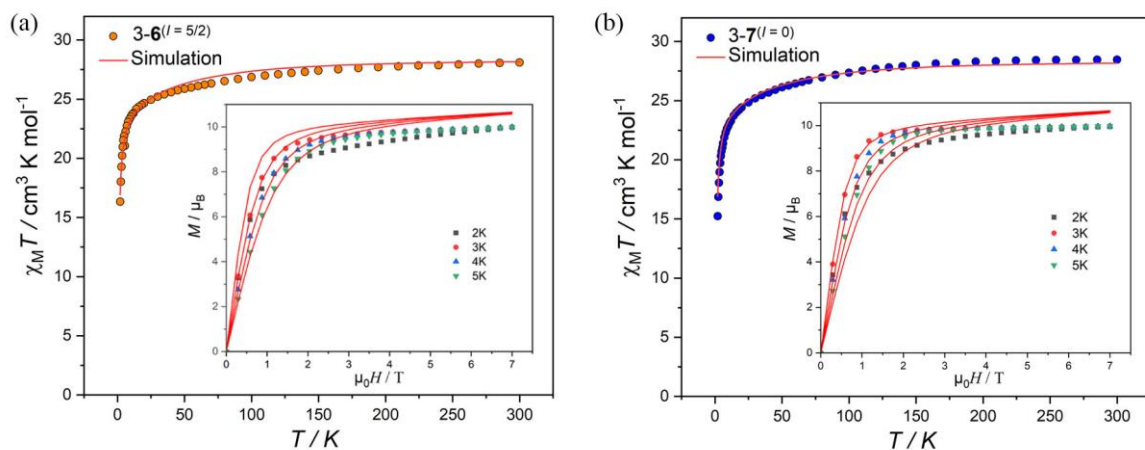 (a)
3-6(I = 5/2)
Simulation
χMT / cm³ K mol⁻¹
30
25
20
15
10
5
0
0 50 100 150 200 250 300
T / K
M / μB
10
8
6
4
2
0
0 1 2 3 4 5 6 7
μ₀H / T
2K
3K
4K
5K
(b)
3-7(I = 0)
Simulation
χMT / cm³ K mol⁻¹
30
25
20
15
10
5
0
0 50 100 150 200 250 300
T / K
M / μB
10
8
6
4
2
0
0 1 2 3 4 5 6 7
μ₀H / T
2K
3K
4K
5K